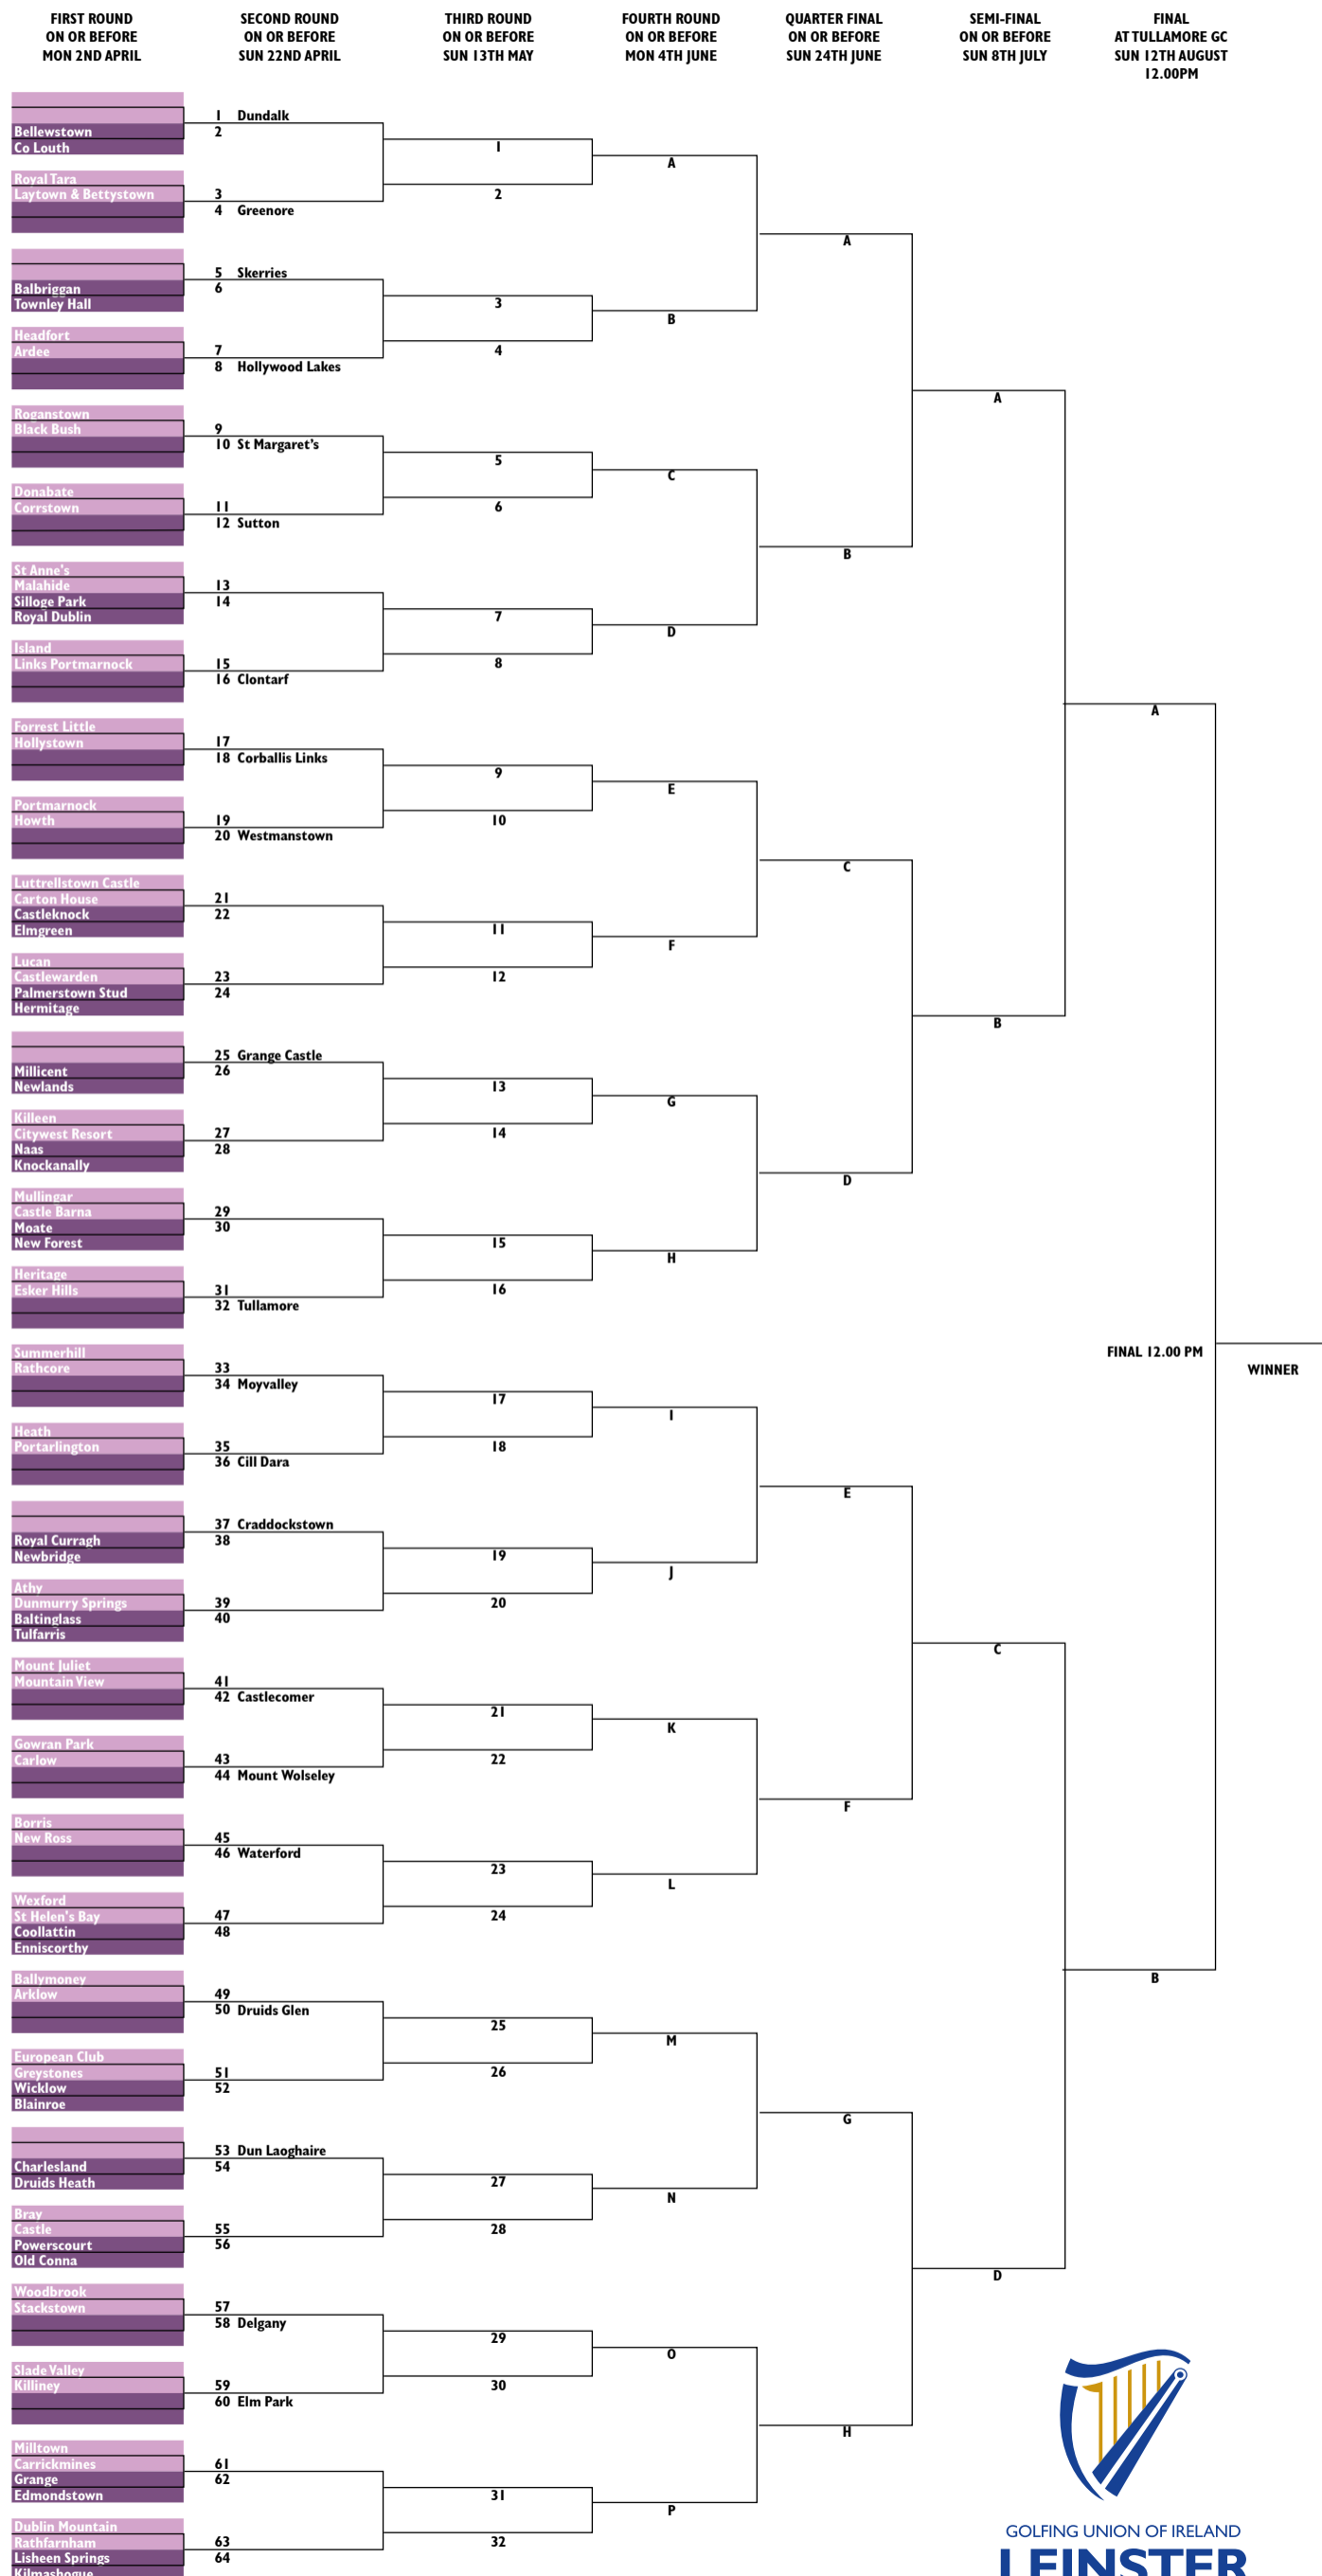 FIRST ROUND
ON OR BEFORE
MON 2ND APRIL
SECOND ROUND
ON OR BEFORE
SUN 22ND APRIL
THIRD ROUND
ON OR BEFORE
SUN 13TH MAY
FOURTH ROUND
ON OR BEFORE
MON 4TH JUNE
QUARTER FINAL
ON OR BEFORE
SUN 24TH JUNE
SEMI-FINAL
ON OR BEFORE
SUN 8TH JULY
FINAL
AT TULLAMORE GC
SUN 12TH AUGUST
12.00PM
Bellewstown
Co Louth
Royal Tara
Laytown & Bettystown
Balbriggan
Townley Hall
Headfort
Ardee
Roganstown
Black Bush
Donabate
Corrstown
St Anne's
Malahide
Silloge Park
Royal Dublin
Island
Links Portmarnock
Forrest Little
Hollystown
Portmarnock
Howth
Luttrellstown Castle
Carton House
Castleknock
Elmgreen
Lucan
Castlewarden
Palmerstown Stud
Hermitage
Millicent
Newlands
Killeen
Citywest Resort
Naas
Knockanally
Mullingar
Castle Barna
Moate
New Forest
Heritage
Esker Hills
Summerhill
Rathcore
Heath
Portarlington
Royal Curragh
Newbridge
Athy
Dunmurry Springs
Baltinglass
Tulfarris
Mount Juliet
Mountain View
Gowran Park
Carlow
Borris
New Ross
Wexford
St Helen's Bay
Coollattin
Enniscorthy
Ballymoney
Arklow
European Club
Greystones
Wicklow
Blainroe
Charlesland
Druids Heath
Bray
Castle
Powerscourt
Old Conna
Woodbrook
Stackstown
Slade Valley
Killiney
Milltown
Carrickmines
Grange
Edmondstown
Dublin Mountain
Rathfarnham
Lisheen Springs
Kilmashogue
1 Dundalk
2
3
4 Greenore
5 Skerries
6
7
8 Hollywood Lakes
9
10 St Margaret’s
11
12 Sutton
13
14
15
16 Clontarf
17
18 Corballis Links
19
20 Westmanstown
21
22
23
24
25 Grange Castle
26
27
28
29
30
31
32 Tullamore
33
34 Moyvalley
35
36 Cill Dara
37 Craddockstown
38
39
40
41
42 Castlecomer
43
44 Mount Wolseley
45
46 Waterford
47
48
49
50 Druids Glen
51
52
53 Dun Laoghaire
54
55
56
57
58 Delgany
59
60 Elm Park
61
62
63
64
1
2
3
4
5
6
7
8
9
10
11
12
13
14
15
16
17
18
19
20
21
22
23
24
25
26
27
28
29
30
31
32
A
B
C
D
E
F
G
H
I
J
K
L
M
N
O
P
A
B
C
D
E
F
G
H
A
B
C
D
A
B
FINAL 12.00 PM
WINNER
GOLFING UNION OF IRELAND
LEINSTER